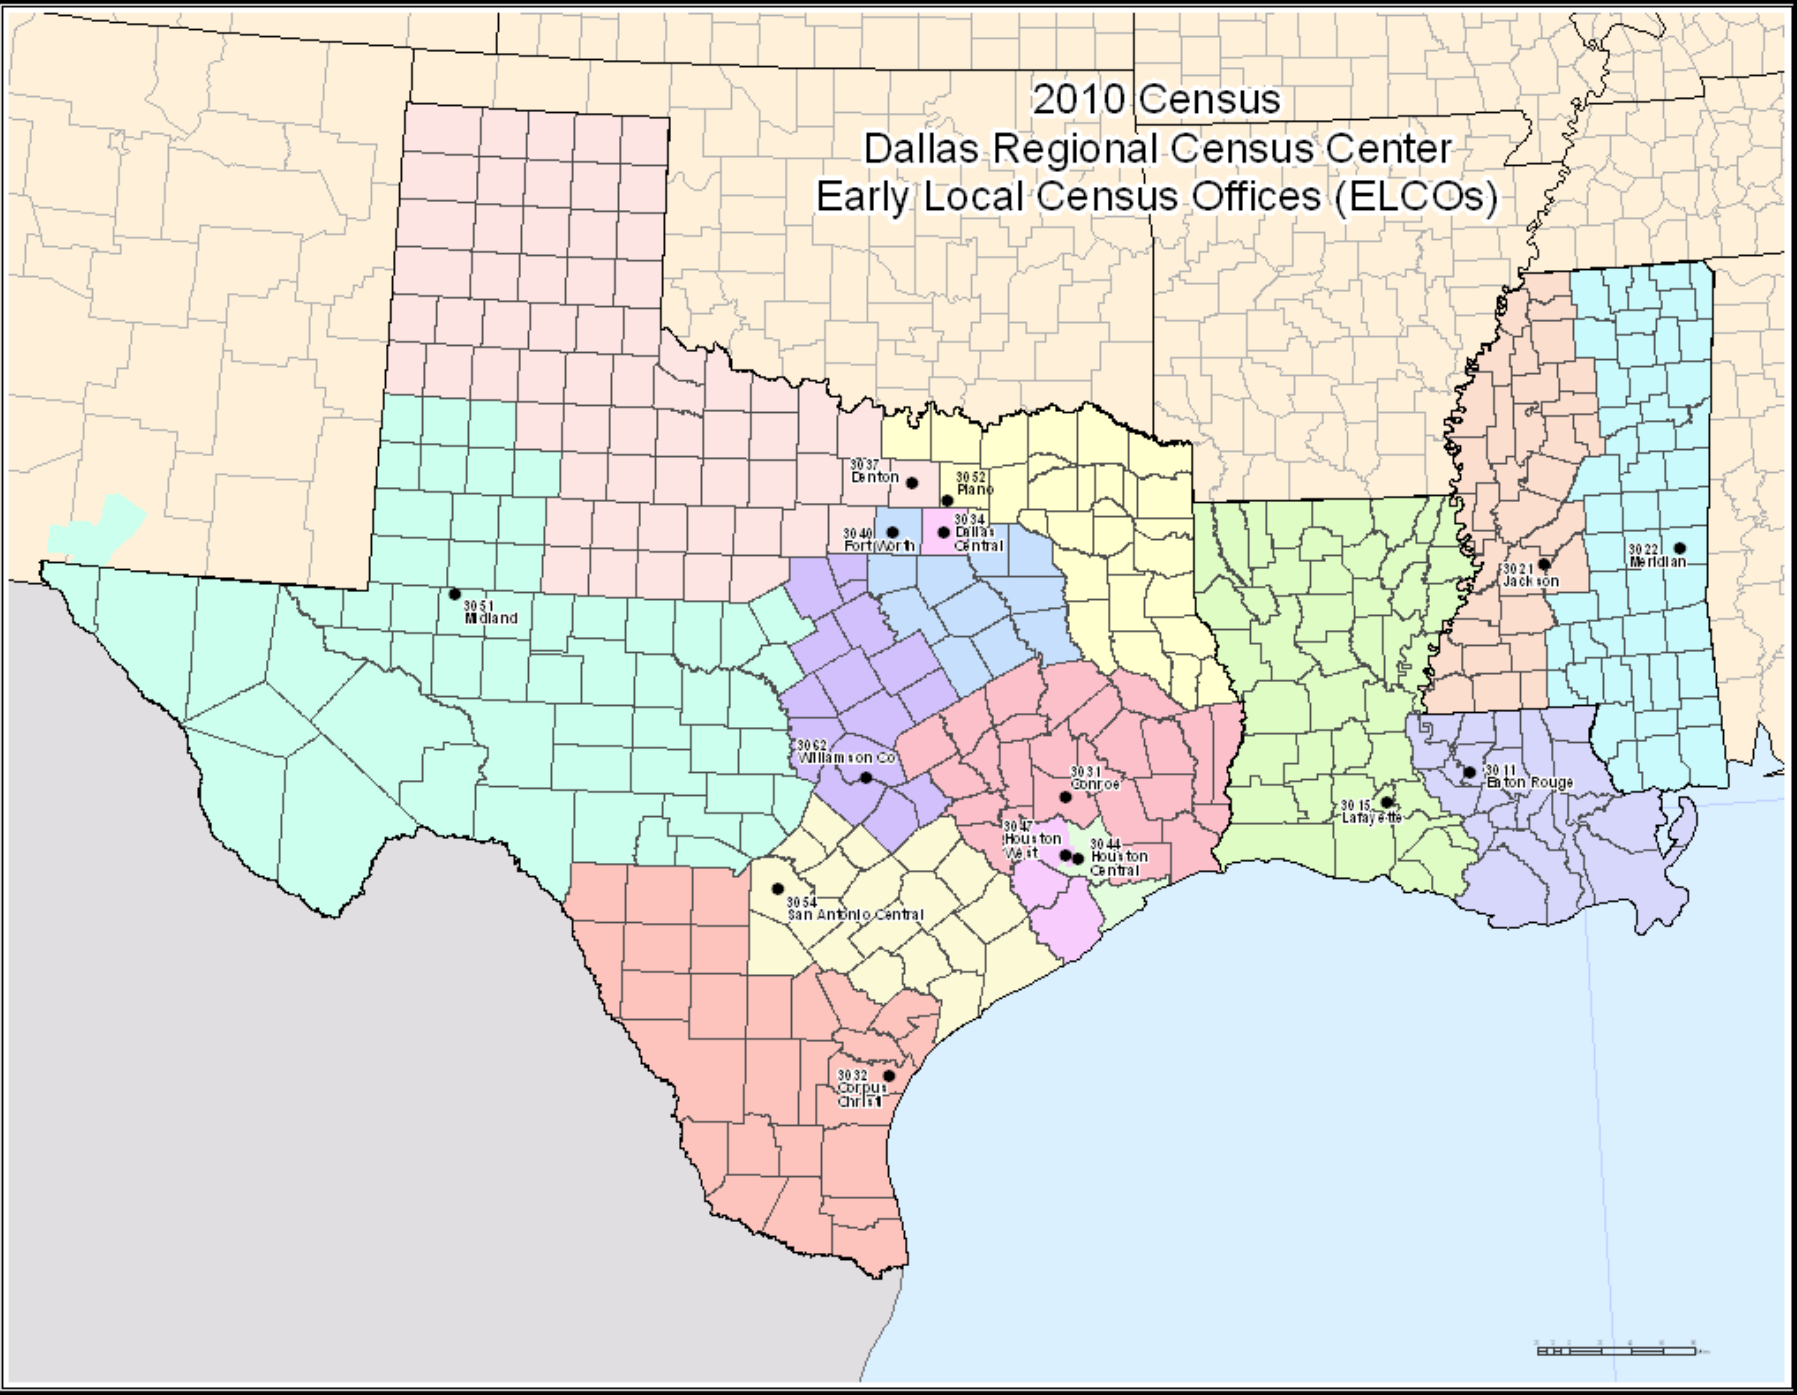 2010 Census
Dallas Regional Census Center
Early Local Census Offices (ELCOs)
3037
Denton
3052
Plano
3040
Fort Worth
3034
Dallas
Central
3051
Midland
3022
Meridian
3021
Jackson
3062
Williamson Co
3031
Conroe
3011
Baton Rouge
3015
Lafayette
3047
Houston
West
3044
Houston
Central
3054
San Antonio Central
3032
Corpus
Christi